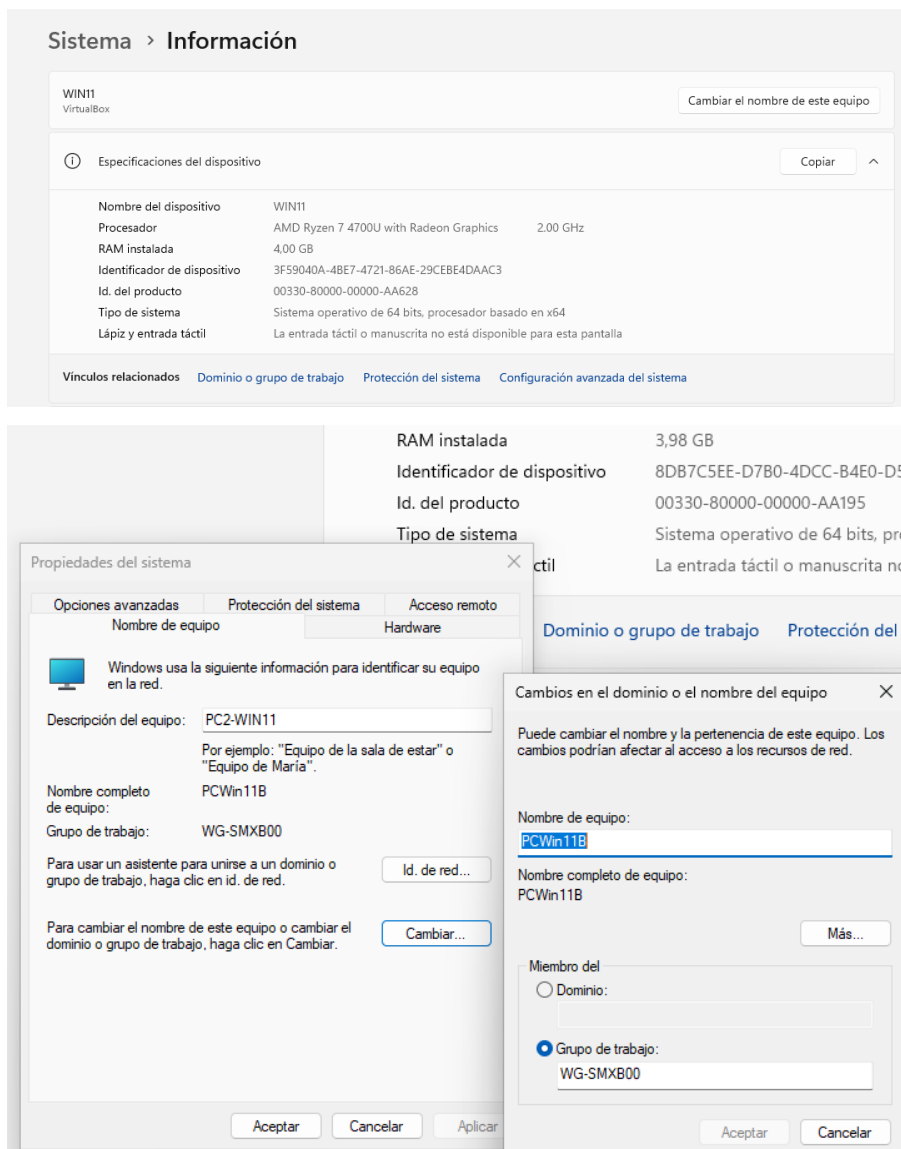 Sistema > Información
WIN11
VirtualBox
Cambiar el nombre de este equipo
Especificaciones del dispositivo
Copiar
Nombre del dispositivo WIN11
Procesador AMD Ryzen 7 4700U with Radeon Graphics 2.00 GHz
RAM instalada 4,00 GB
Identificador de dispositivo 3F59040A-4BE7-4721-86AE-29CEBE4DAAC3
Id. del producto 00330-80000-00000-AA628
Tipo de sistema Sistema operativo de 64 bits, procesador basado en x64
Lápiz y entrada táctil La entrada táctil o manuscrita no está disponible para esta pantalla
Vínculos relacionados Dominio o grupo de trabajo Protección del sistema Configuración avanzada del sistema
RAM instalada 3,98 GB
Identificador de dispositivo 8DB7C5EE-D7B0-4DCC-B4E0-D5
Id. del producto 00330-80000-00000-AA195
Tipo de sistema Sistema operativo de 64 bits, pr
ctil La entrada táctil o manuscrita n
Dominio o grupo de trabajo Protección del
Propiedades del sistema
Opciones avanzadas Protección del sistema Acceso remoto
Nombre de equipo Hardware
Windows usa la siguiente información para identificar su equipo
en la red.
Descripción del equipo: PC2-WIN11
Por ejemplo: "Equipo de la sala de estar" o
"Equipo de María".
Nombre completo
de equipo:
PCWin11B
Grupo de trabajo: WG-SMXB00
Para usar un asistente para unirse a un dominio o
grupo de trabajo, haga clic en id. de red.
Id. de red...
Para cambiar el nombre de este equipo o cambiar el
dominio o grupo de trabajo, haga clic en Cambiar.
Cambiar...
Aceptar Cancelar Aplicar
Cambios en el dominio o el nombre del equipo
Puede cambiar el nombre y la pertenencia de este equipo. Los
cambios podrían afectar al acceso a los recursos de red.
Nombre de equipo:
PCWin11B
Nombre completo de equipo:
PCWin11B
Más...
Miembro del
Dominio:
Grupo de trabajo:
WG-SMXB00
Aceptar Cancelar